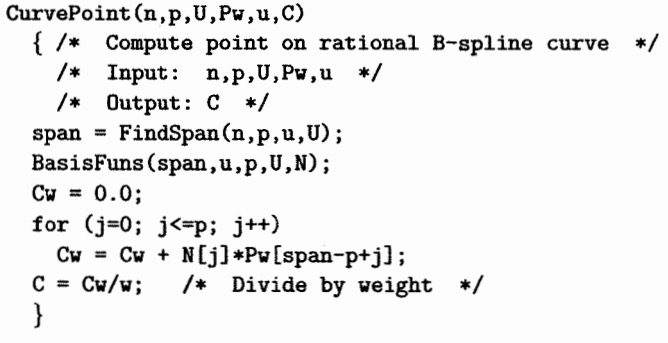 CurvePoint(n,p,U,Pw,u,C)
{ /* Compute point on rational B-spline curve */
/* Input: n,p,U,Pw,u */
/* Output: C */
span = FindSpan(n,p,u,U);
BasisFuns(span,u,p,U,N);
Cw = 0.0;
for (j=0; j<=p; j++)
Cw = Cw + N[j]*Pw[span-p+j];
C = Cw/w; /* Divide by weight */
}